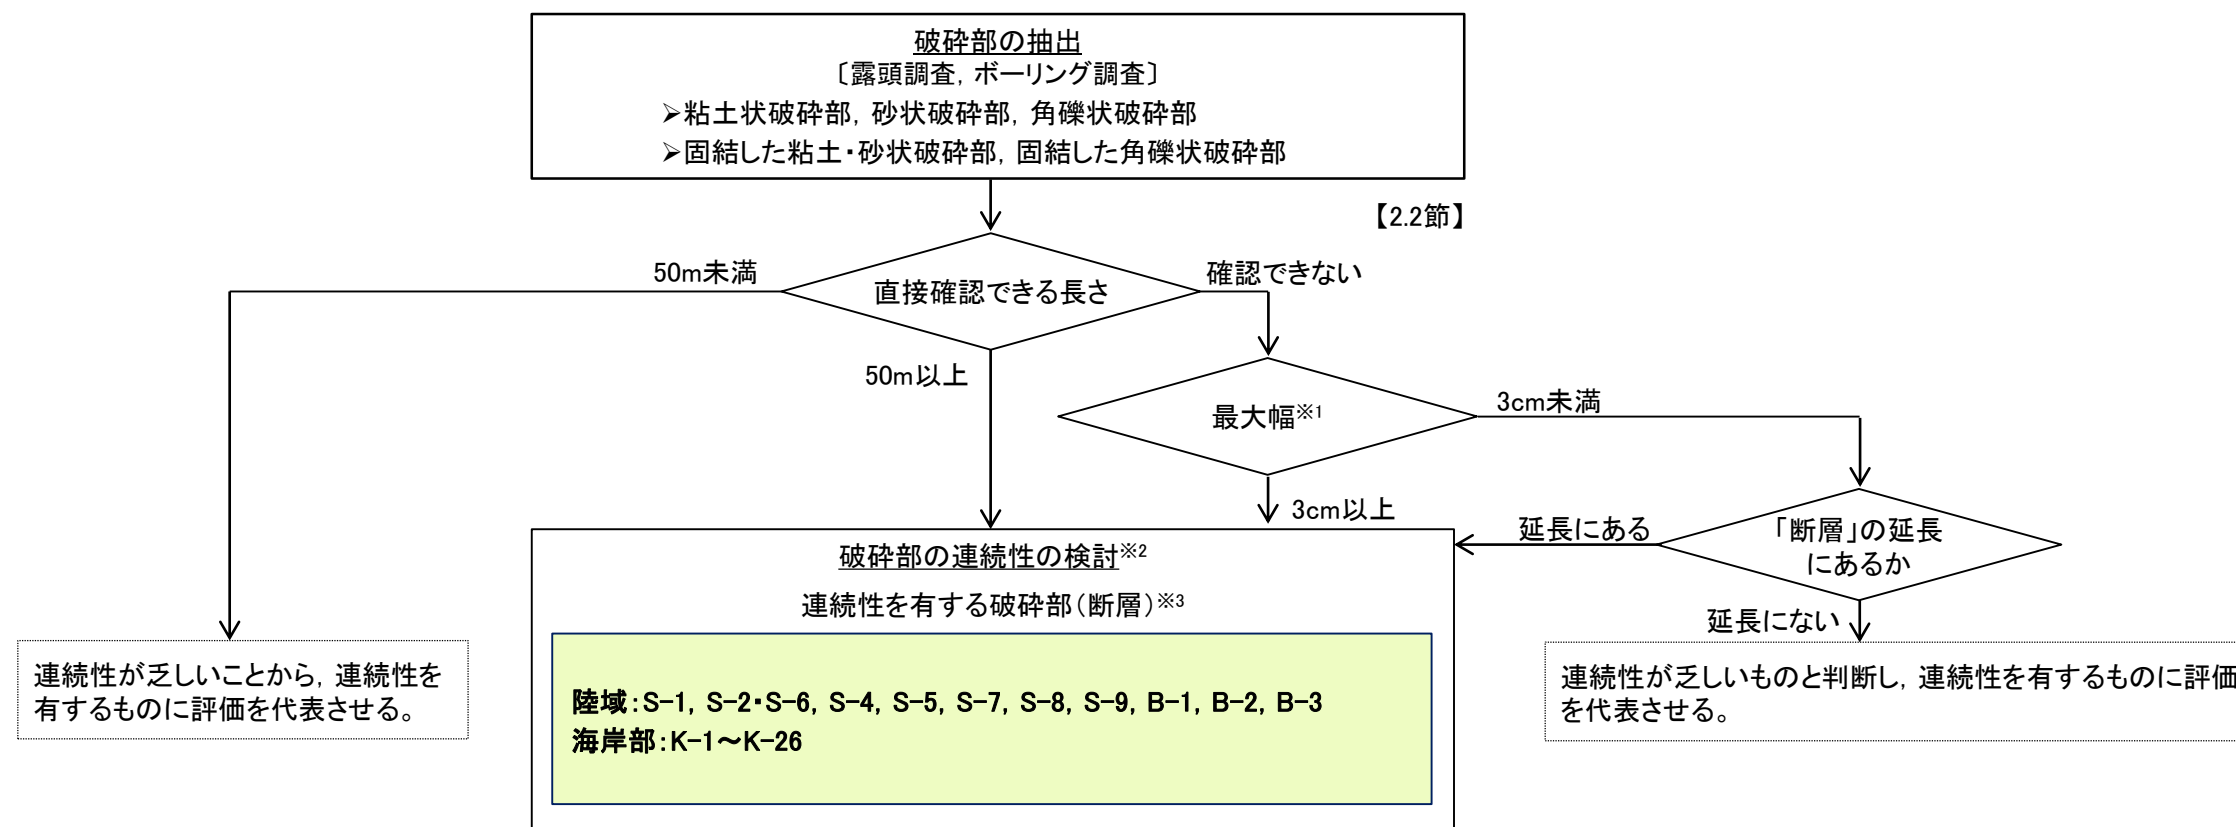 破砕部の抽出
〔露頭調査, ボーリング調査〕
➢粘土状破砕部, 砂状破砕部, 角礫状破砕部
➢固結した粘土・砂状破砕部, 固結した角礫状破砕部
【2.2節】
50m未満
直接確認できる長さ
確認できない
50m以上
最大幅※1
3cm未満
3cm以上
「断層」の延長
にあるか
延長にある
延長にない
破砕部の連続性の検討※2
連続性を有する破砕部（断層）※3
陸域：S-1, S-2・S-6, S-4, S-5, S-7, S-8, S-9, B-1, B-2, B-3
海岸部：K-1～K-26
連続性が乏しいことから, 連続性を
有するものに評価を代表させる。
連続性が乏しいものと判断し, 連続性を有するものに評価
を代表させる。